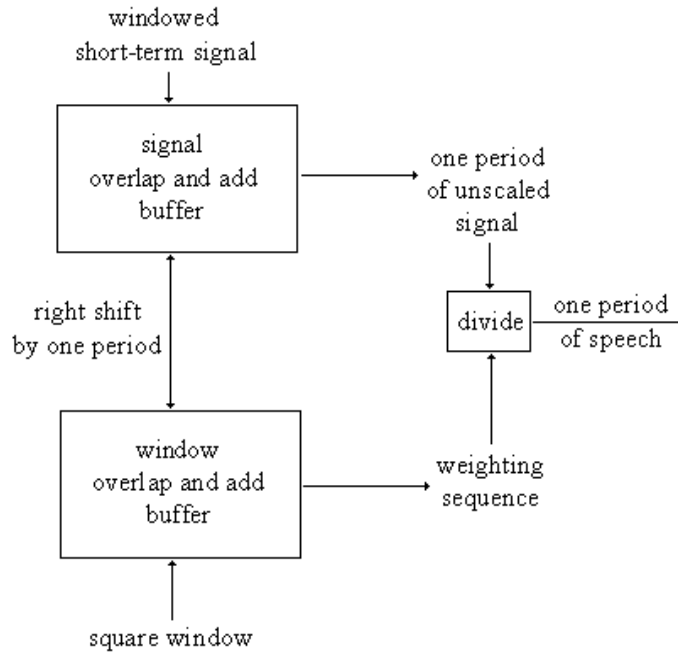 windowed
short-term signal
signal
overlap and add
buffer
one period
of unscaled
signal
right shift
by one period
divide
one period
of speech
window
overlap and add
buffer
weighting
sequence
square window